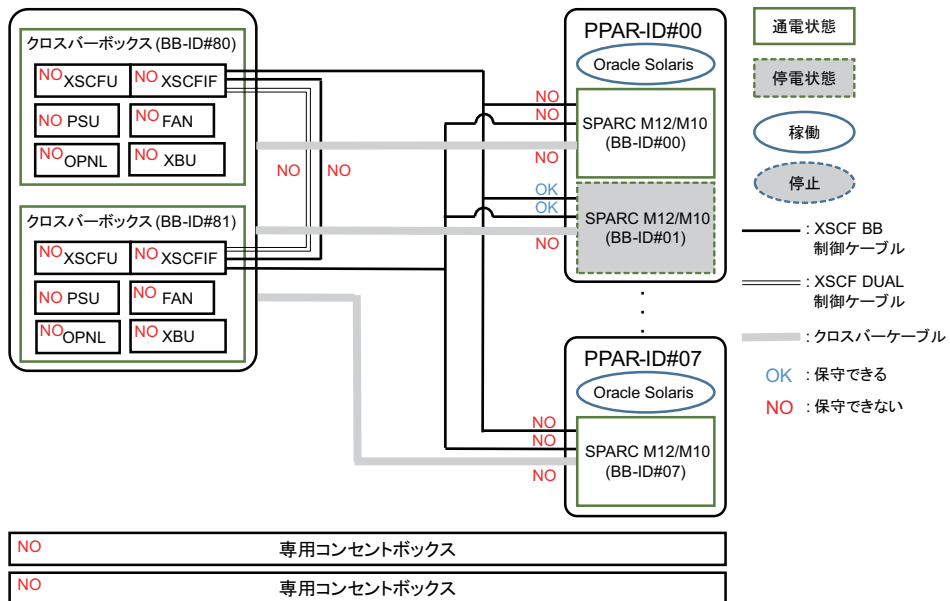 クロスバーボックス (BB-ID#80)
NO XSCFU
NO XSCFIF
NO PSU
NO FAN
NO OPNL
NO XBU
クロスバーボックス (BB-ID#81)
NO XSCFU
NO XSCFIF
NO PSU
NO FAN
NO OPNL
NO XBU
NO
NO
PPAR-ID#00
Oracle Solaris
NO
NO
SPARC M12/M10
(BB-ID#00)
NO
OK
OK
SPARC M12/M10
(BB-ID#01)
NO
・
・
・
PPAR-ID#07
Oracle Solaris
NO
NO
SPARC M12/M10
(BB-ID#07)
NO
通電状態
停電状態
稼働
停止
: XSCF BB
制御ケーブル
: XSCF DUAL
制御ケーブル
: クロスバーケーブル
OK : 保守できる
NO : 保守できない
NO 専用コンセントボックス
NO 専用コンセントボックス